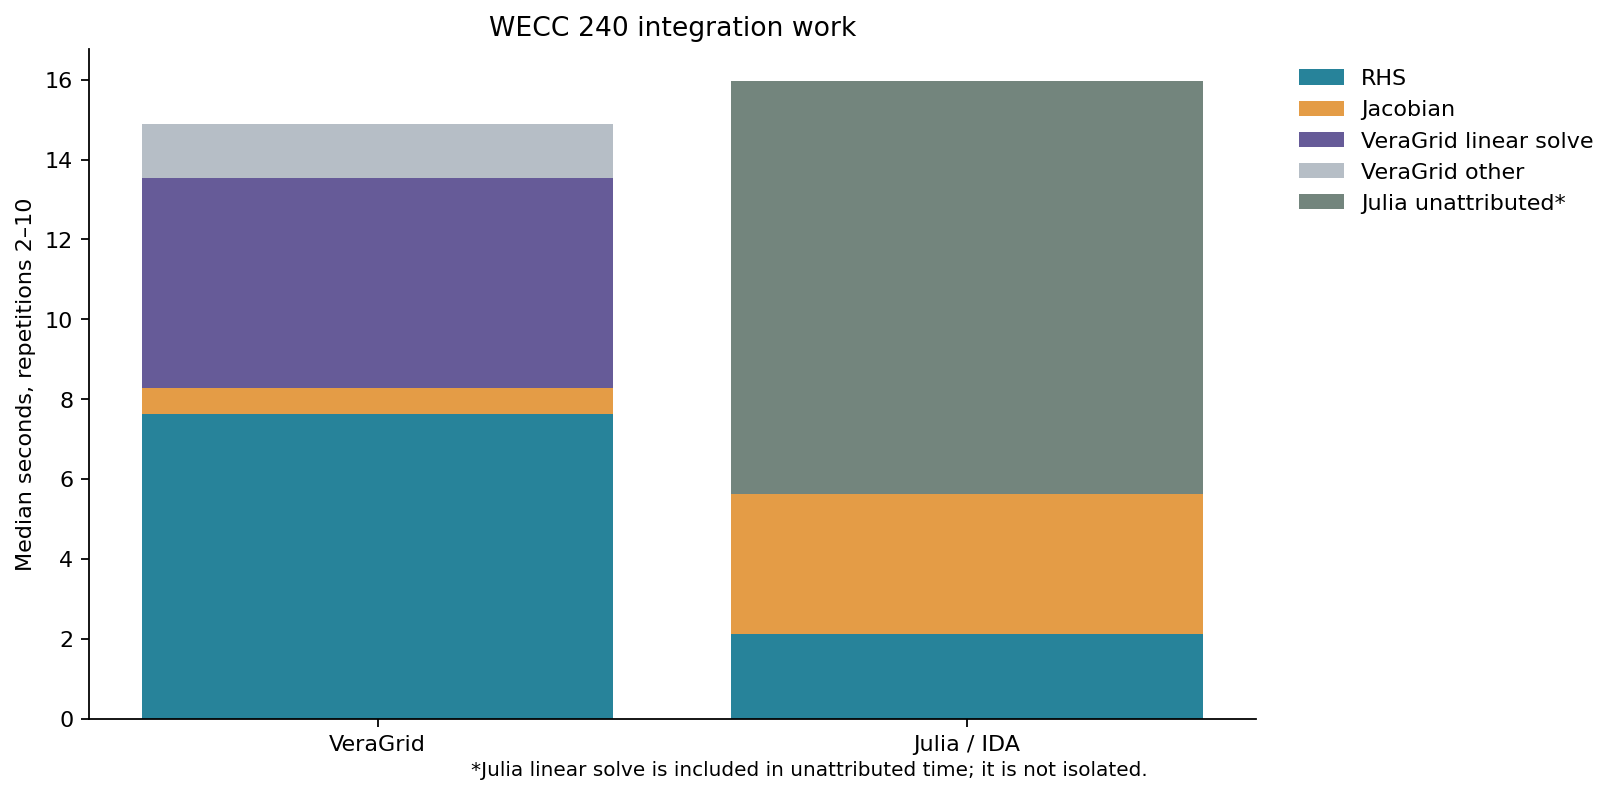 WECC 240 integration work
Median seconds, repetitions 2–10
16
14
12
10
8
6
4
2
0
VeraGrid
Julia / IDA
RHS
Jacobian
VeraGrid linear solve
VeraGrid other
Julia unattributed*
*Julia linear solve is included in unattributed time; it is not isolated.